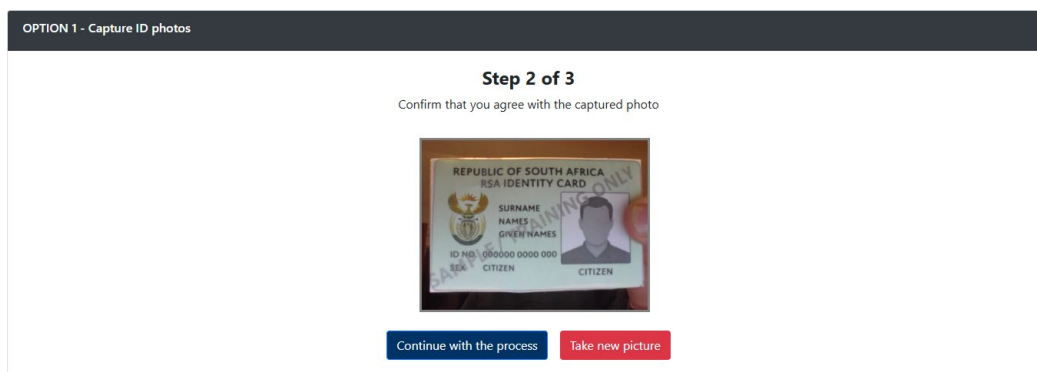 OPTION 1 - Capture ID photos
Step 2 of 3
Confirm that you agree with the captured photo
REPUBLIC OF SOUTH AFRICA
RSA IDENTITY CARD
SURNAME
NAMES
GIVEN NAMES
ID NO. 000000 0000 000
SEX CITIZEN
CITIZEN
SAMPLE / TRAINING ONLY
Continue with the process
Take new picture